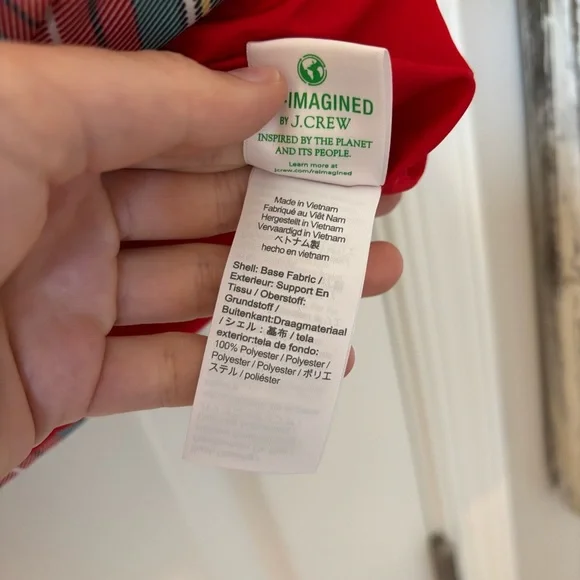 -IMAGINED
BY J.CREW
INSPIRED BY THE PLANET
AND ITS PEOPLE.
Learn more at
jcrew.com/reimagined
Made in Vietnam
Fabriqué au Viêt Nam
Hergestellt in Vietnam
Vervaardigd in Vietnam
ベトナム製
hecho en vietnam
Shell: Base Fabric /
Exterieur: Support En
Tissu / Oberstoff:
Grundstoff /
Buitenkant:Draagmateriaal
/ シェル : 基布 / tela
exterior:tela de fondo:
100% Polyester / Polyester /
Polyester / Polyester / ポリエ
ステル / poliéster